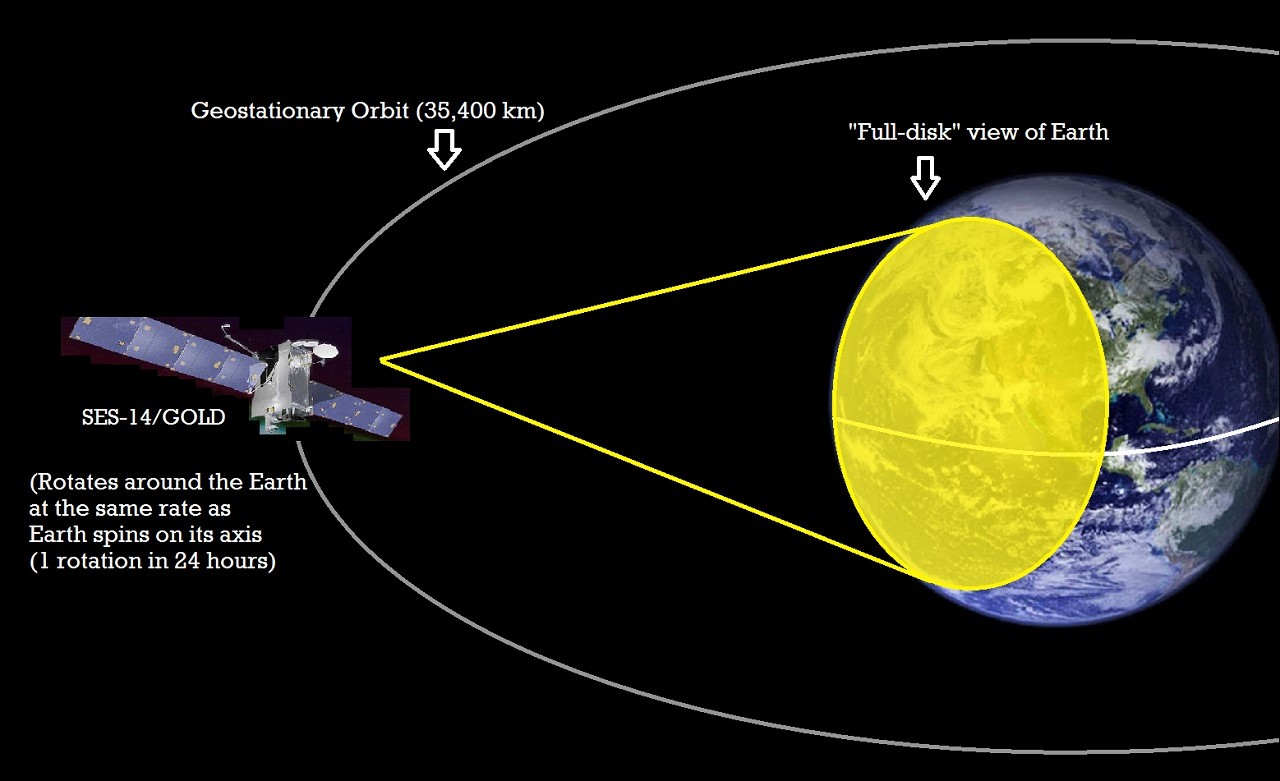 Geostationary Orbit (35,400 km)
"Full-disk" view of Earth
SES-14/GOLD
(Rotates around the Earth
at the same rate as
Earth spins on its axis
(1 rotation in 24 hours)